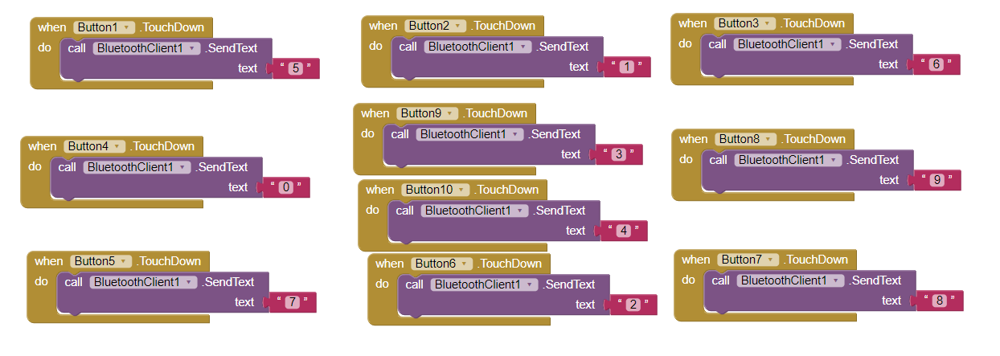 when Button1 .TouchDown
do call BluetoothClient1 .SendText
text “ 5 ”
when Button2 .TouchDown
do call BluetoothClient1 .SendText
text “ 1 ”
when Button3 .TouchDown
do call BluetoothClient1 .SendText
text “ 6 ”
when Button4 .TouchDown
do call BluetoothClient1 .SendText
text “ 0 ”
when Button9 .TouchDown
do call BluetoothClient1 .SendText
text “ 3 ”
when Button8 .TouchDown
do call BluetoothClient1 .SendText
text “ 9 ”
when Button10 .TouchDown
do call BluetoothClient1 .SendText
text “ 4 ”
when Button5 .TouchDown
do call BluetoothClient1 .SendText
text “ 7 ”
when Button6 .TouchDown
do call BluetoothClient1 .SendText
text “ 2 ”
when Button7 .TouchDown
do call BluetoothClient1 .SendText
text “ 8 ”